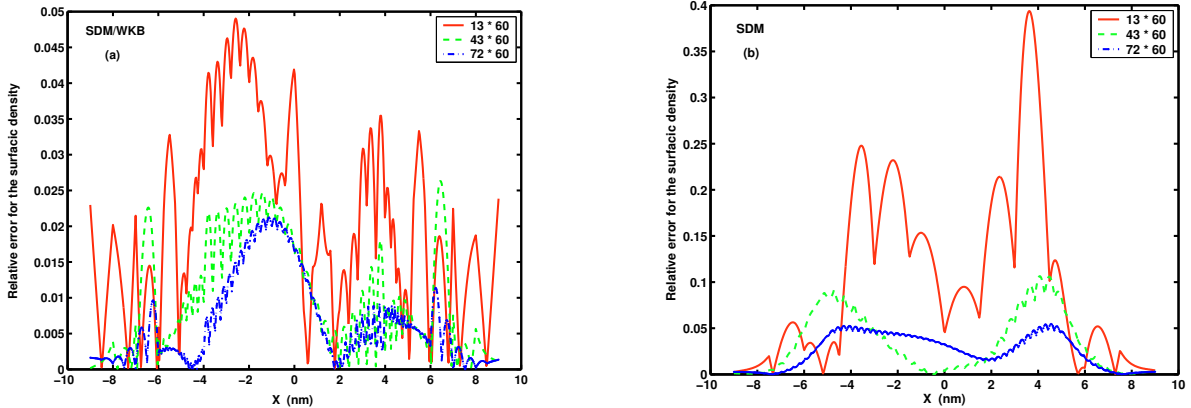 SDM/WKB
(a)
13 * 60
43 * 60
72 * 60
Relative error for the surfacic density
0.05
0.045
0.04
0.035
0.03
0.025
0.02
0.015
0.01
0.005
0
−10 −8 −6 −4 −2 0 2 4 6 8 10
X (nm)
SDM
(b)
13 * 60
43 * 60
72 * 60
Relative error for the surfacic density
0.4
0.35
0.3
0.25
0.2
0.15
0.1
0.05
0
−10 −8 −6 −4 −2 0 2 4 6 8 10
X (nm)